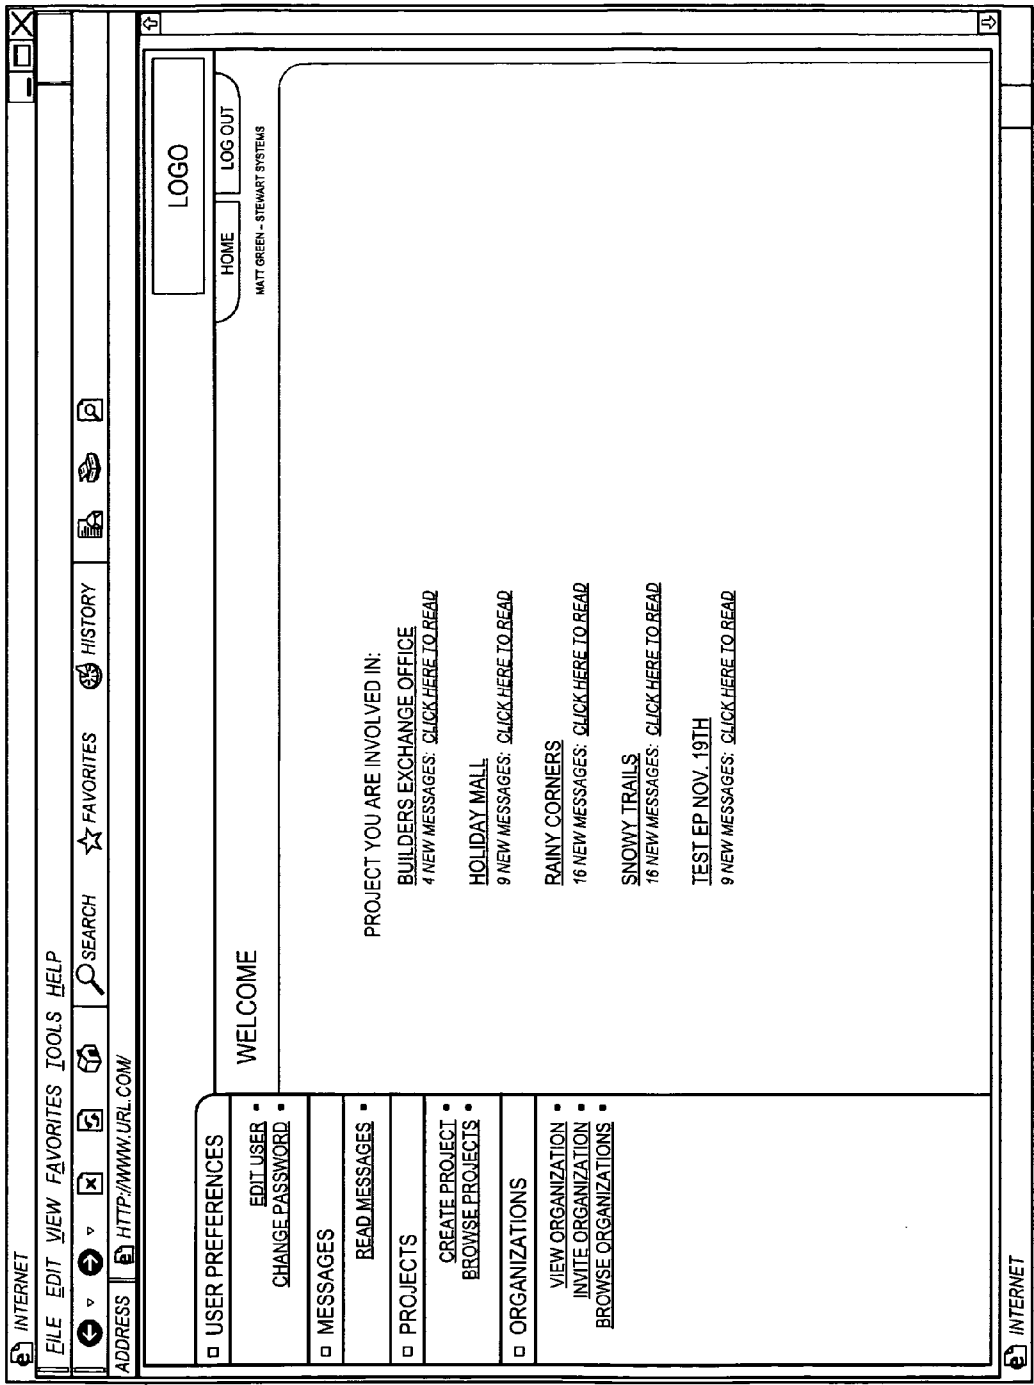 INTERNET
FILE EDIT VIEW FAVORITES TOOLS HELP
SEARCH FAVORITES HISTORY
ADDRESS HTTP://WWW.URL.COM/
LOGO
HOME LOG OUT
WELCOME
MATT GREEN – STEWART SYSTEMS
USER PREFERENCES
EDIT USER
CHANGE PASSWORD
MESSAGES
READ MESSAGES
PROJECTS
CREATE PROJECT
BROWSE PROJECTS
ORGANIZATIONS
VIEW ORGANIZATION
INVITE ORGANIZATION
BROWSE ORGANIZATIONS
PROJECT YOU ARE INVOLVED IN:
BUILDERS EXCHANGE OFFICE
4 NEW MESSAGES: CLICK HERE TO READ
HOLIDAY MALL
9 NEW MESSAGES: CLICK HERE TO READ
RAINY CORNERS
16 NEW MESSAGES: CLICK HERE TO READ
SNOWY TRAILS
16 NEW MESSAGES: CLICK HERE TO READ
TEST EP NOV. 19TH
9 NEW MESSAGES: CLICK HERE TO READ
INTERNET